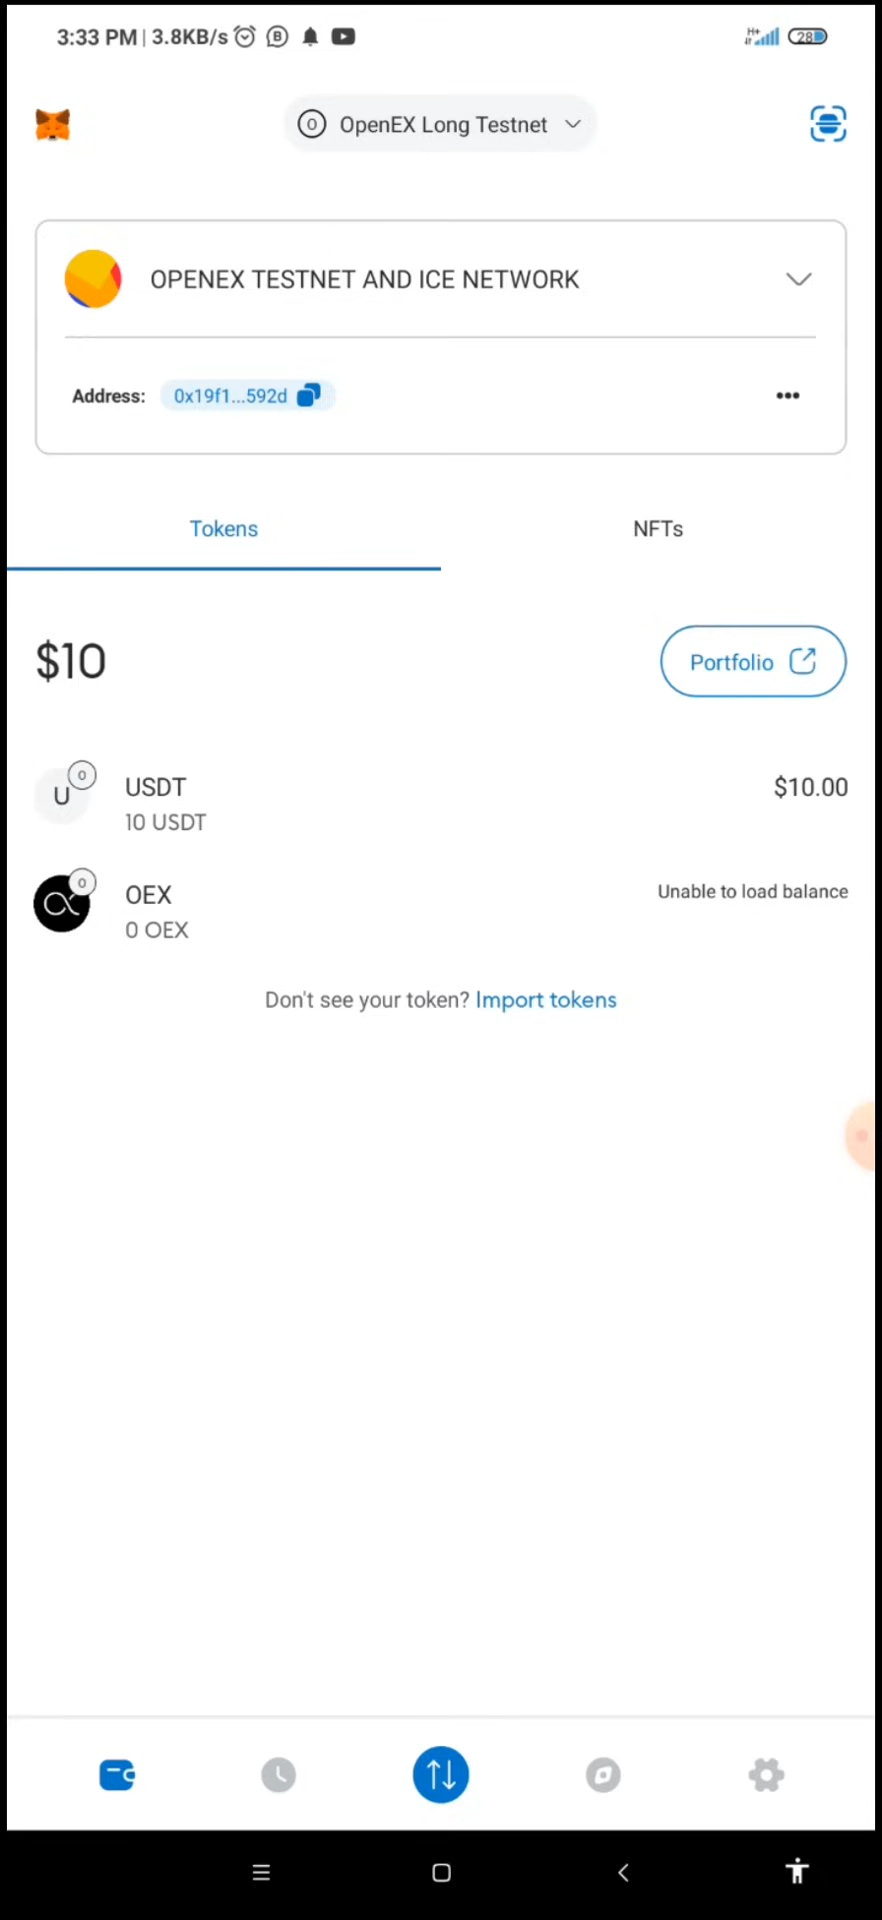 3:33 PM | 3.8KB/s B H+ 28
O OpenEX Long Testnet
OPENEX TESTNET AND ICE NETWORK
Address: 0x19f1...592d
Tokens NFTs
$10 Portfolio
O
U USDT $10.00
10 USDT
O
OEX Unable to load balance
0 OEX
Don't see your token? Import tokens